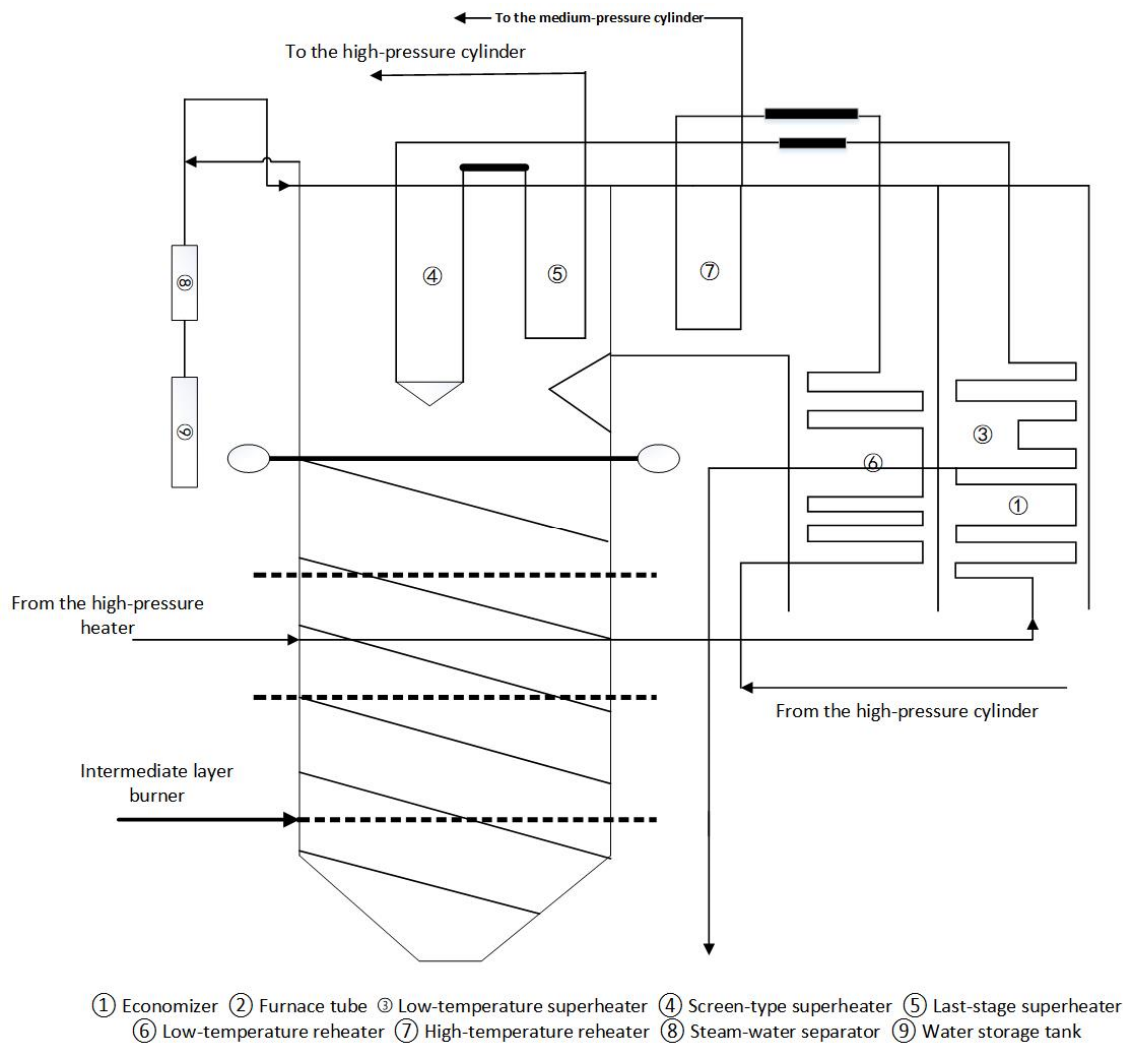 To the medium-pressure cylinder
To the high-pressure cylinder
④
⑤
⑦
⑧
⑨
③
⑥
①
From the high-pressure
heater
From the high-pressure cylinder
Intermediate layer
burner
① Economizer ② Furnace tube ③ Low-temperature superheater ④ Screen-type superheater ⑤ Last-stage superheater
⑥ Low-temperature reheater ⑦ High-temperature reheater ⑧ Steam-water separator ⑨ Water storage tank